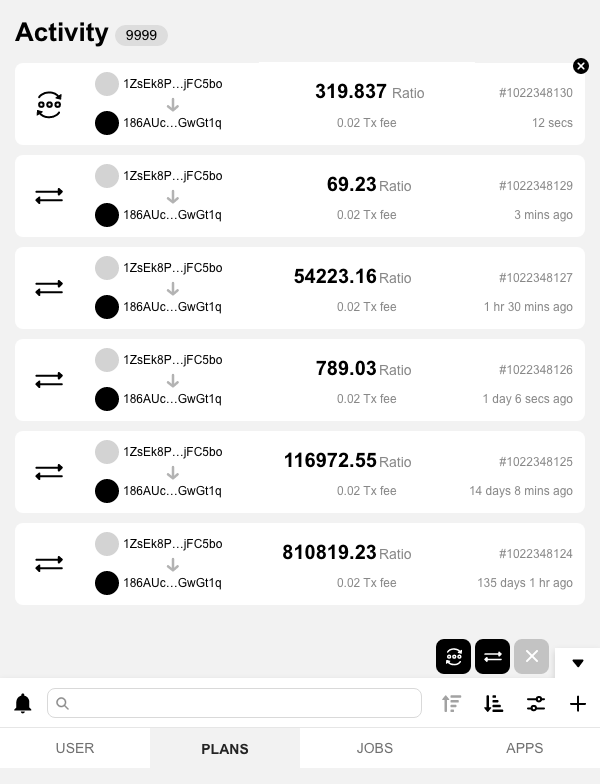 Activity 9999
1ZsEk8P…jFC5bo
319.837 Ratio
#1022348130
186AUc…GwGt1q
0.02 Tx fee
12 secs
1ZsEk8P…jFC5bo
69.23 Ratio
#1022348129
186AUc…GwGt1q
0.02 Tx fee
3 mins ago
1ZsEk8P…jFC5bo
54223.16 Ratio
#1022348127
186AUc…GwGt1q
0.02 Tx fee
1 hr 30 mins ago
1ZsEk8P…jFC5bo
789.03 Ratio
#1022348126
186AUc…GwGt1q
0.02 Tx fee
1 day 6 secs ago
1ZsEk8P…jFC5bo
116972.55 Ratio
#1022348125
186AUc…GwGt1q
0.02 Tx fee
14 days 8 mins ago
1ZsEk8P…jFC5bo
810819.23 Ratio
#1022348124
186AUc…GwGt1q
0.02 Tx fee
135 days 1 hr ago
USER
PLANS
JOBS
APPS